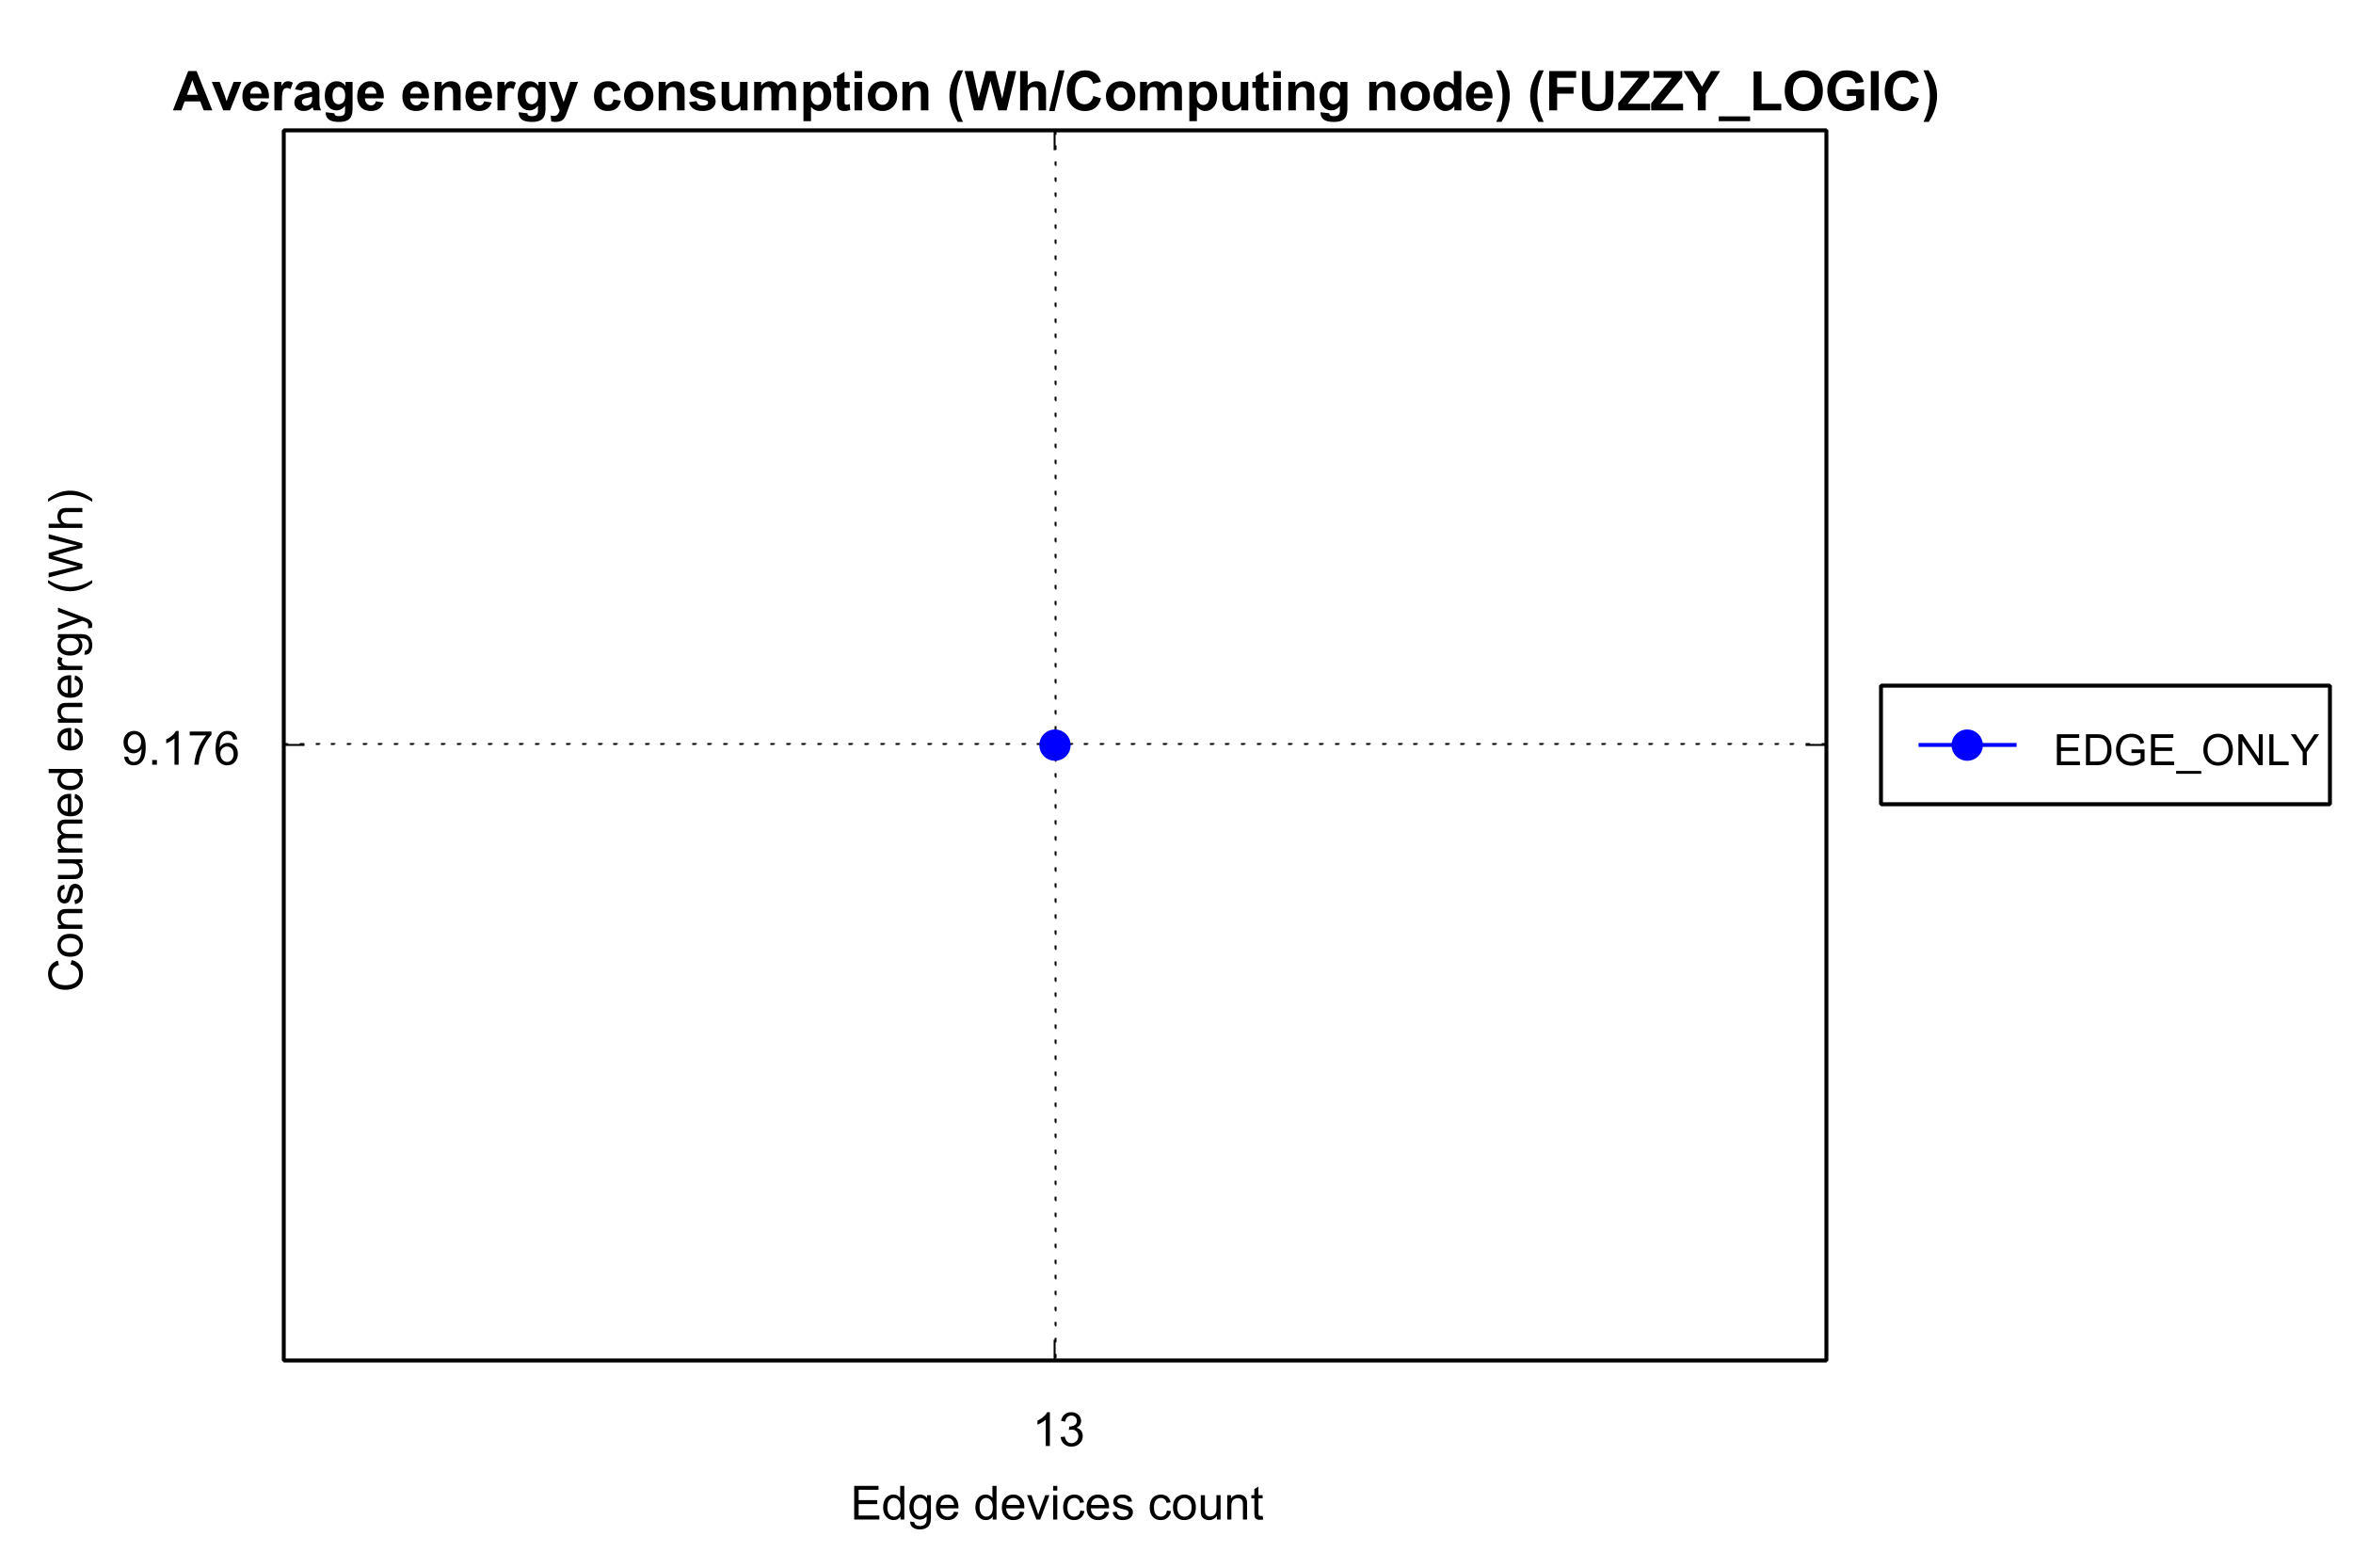 Average energy consumption (Wh/Computing node) (FUZZY_LOGIC)
Consumed energy (Wh)
9.176
EDGE_ONLY
13
Edge devices count